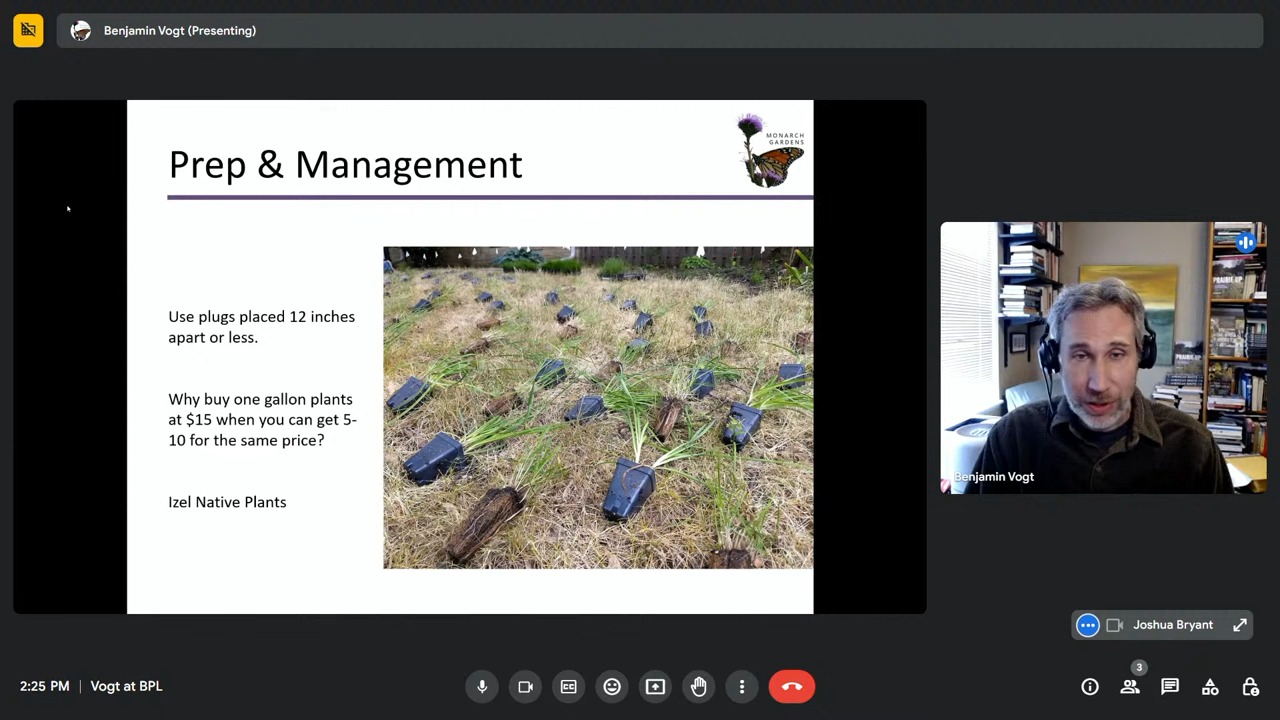 Benjamin Vogt (Presenting)
MONARCH
GARDENS
Prep & Management
Use plugs placed 12 inches
apart or less.
Why buy one gallon plants
at $15 when you can get 5-
10 for the same price?
Izel Native Plants
PRAIRIE UP
Benjamin Vogt
Joshua Bryant
3
2:25 PM
Vogt at BPL